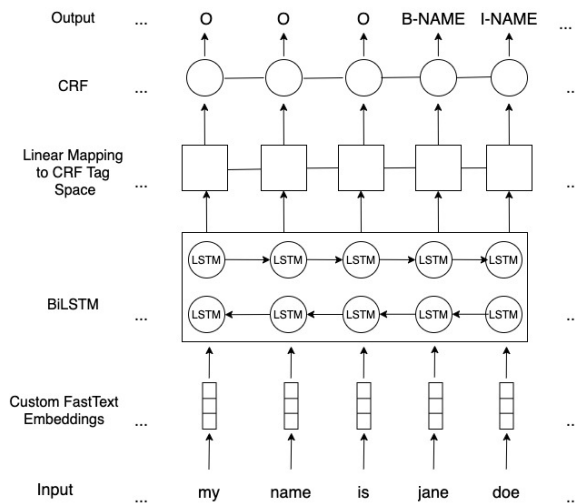 Output ... O O O B-NAME I-NAME ...
CRF ... ..
Linear Mapping
to CRF Tag ... ..
Space
LSTM LSTM LSTM LSTM LSTM
BiLSTM ... ..
LSTM LSTM LSTM LSTM LSTM
Custom FastText
Embeddings ... ..
Input ... my name is jane doe ..